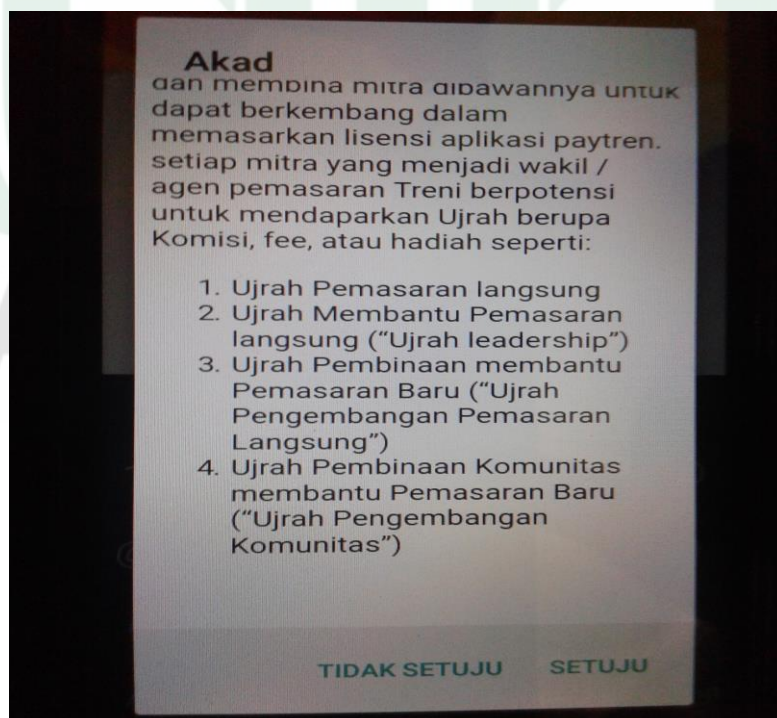 Akad
dan membina mitra dibawannya untuk
dapat berkembang dalam
memasarkan lisensi aplikasi paytren.
setiap mitra yang menjadi wakil /
agen pemasaran Treni berpotensi
untuk mendaparkan Ujrah berupa
Komisi, fee, atau hadiah seperti:
1. Ujrah Pemasaran langsung
2. Ujrah Membantu Pemasaran
langsung (“Ujrah leadership”)
3. Ujrah Pembinaan membantu
Pemasaran Baru (“Ujrah
Pengembangan Pemasaran
Langsung”)
4. Ujrah Pembinaan Komunitas
membantu Pemasaran Baru
(“Ujrah Pengembangan
Komunitas”)
TIDAK SETUJU SETUJU